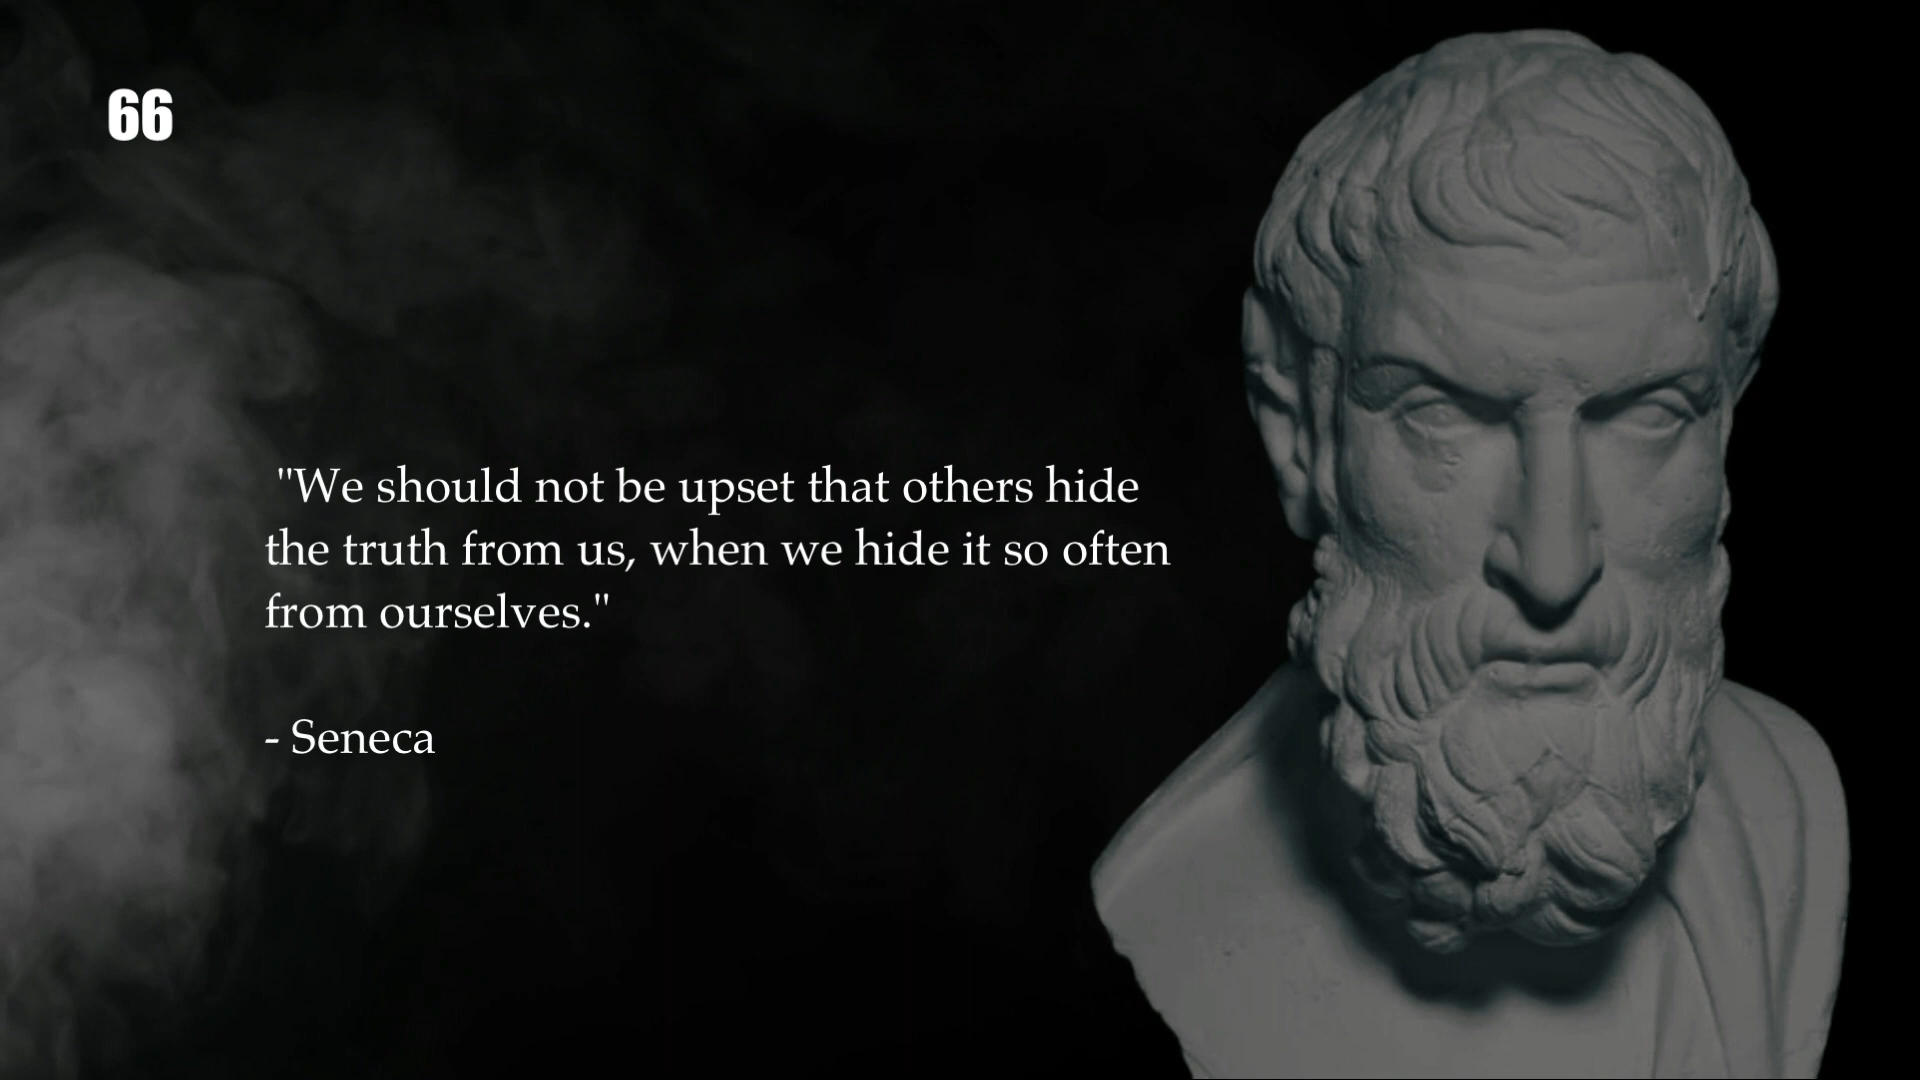 66
"We should not be upset that others hide
the truth from us, when we hide it so often
from ourselves."
- Seneca